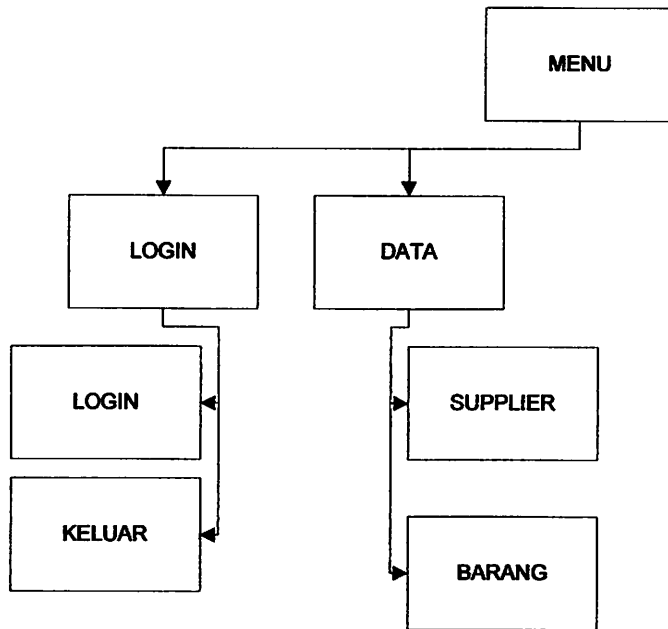 MENU
LOGIN
DATA
LOGIN
SUPPLIER
KELUAR
BARANG